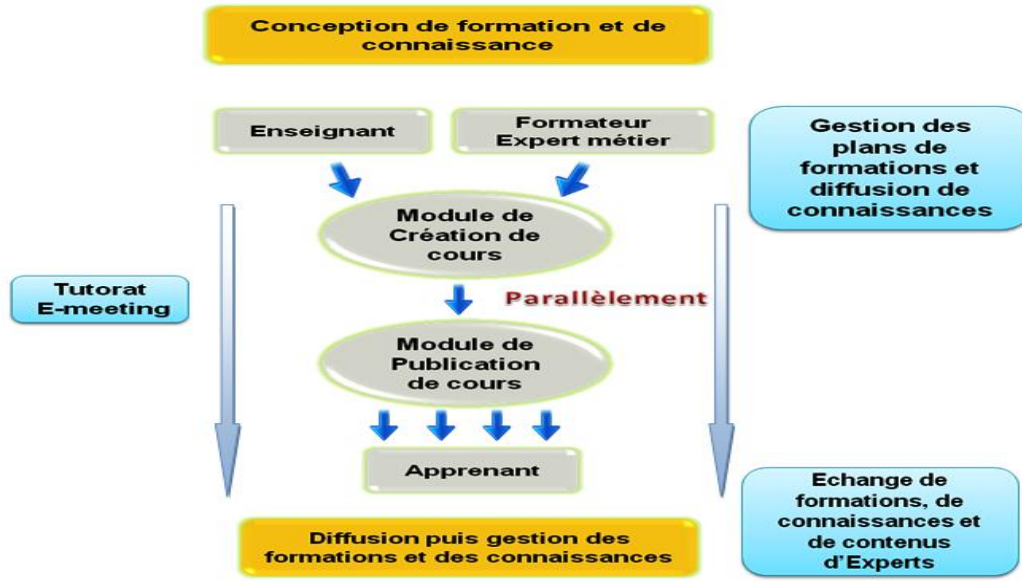 Conception de formation et de
connaissance
Enseignant
Formateur
Expert métier
Gestion des
plans de
formations et
diffusion de
connaissances
Module de
Création de
cours
Tutorat
E-meeting
Parallèlement
Module de
Publication
de cours
Apprenant
Echange de
formations, de
connaissances et
de contenus
d'Experts
Diffusion puis gestion des
formations et des connaissances